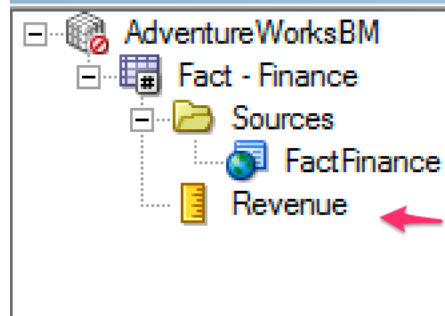 AdventureWorksBM
Fact - Finance
Sources
FactFinance
Revenue